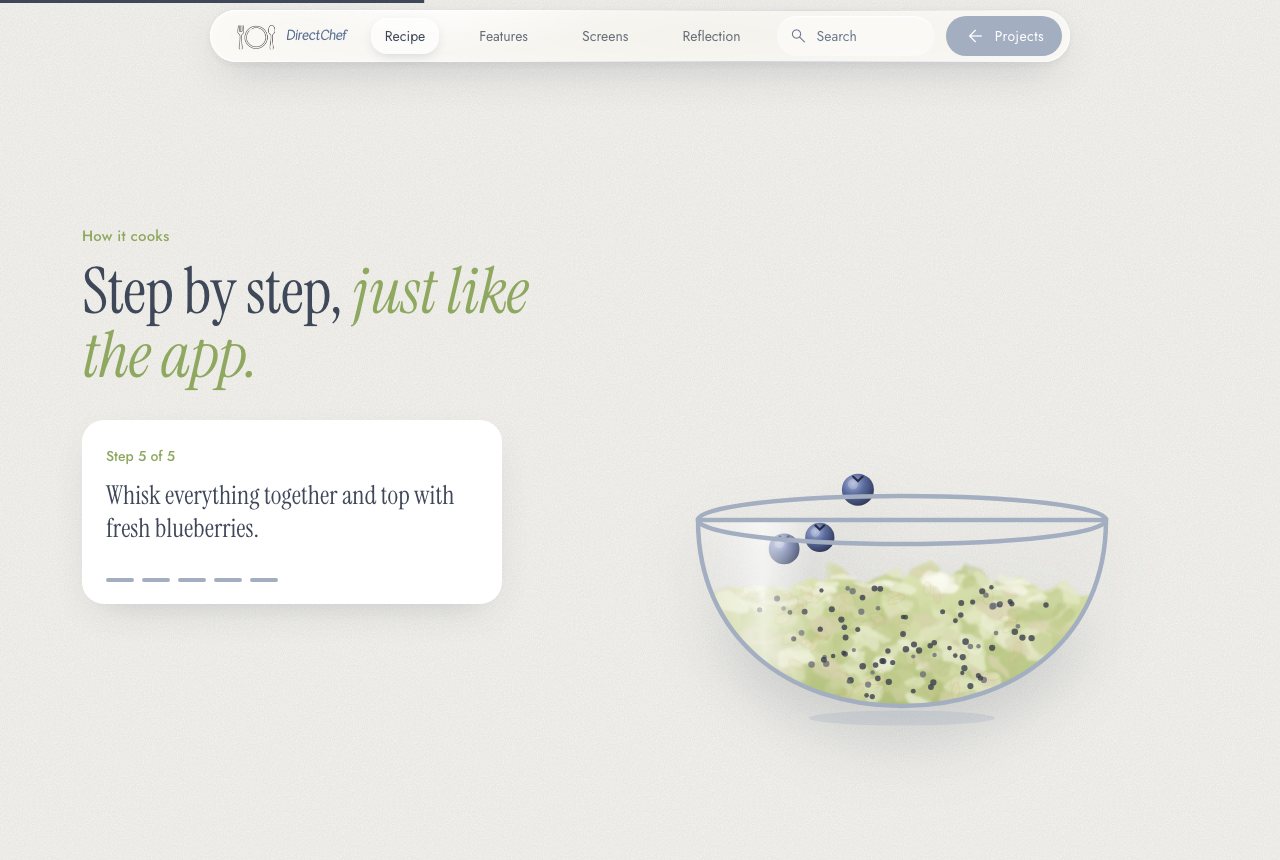 DirectChef
Recipe
Features
Screens
Reflection
Search
Projects
How it cooks
Step by step, just like
the app.
Step 5 of 5
Whisk everything together and top with
fresh blueberries.